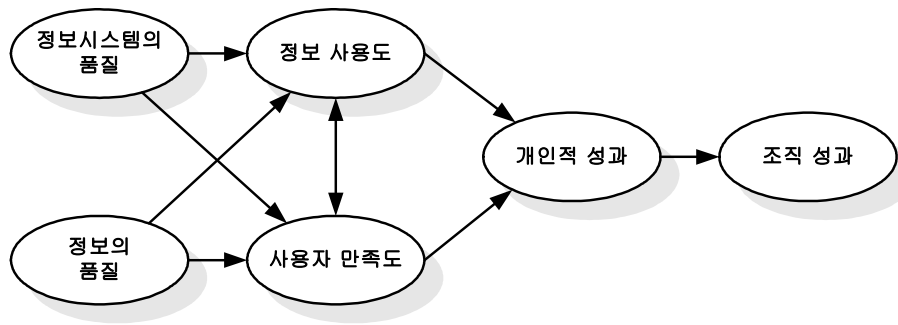 정보시스템의
품질
정보 사용도
개인적 성과
조직 성과
정보의
품질
사용자 만족도